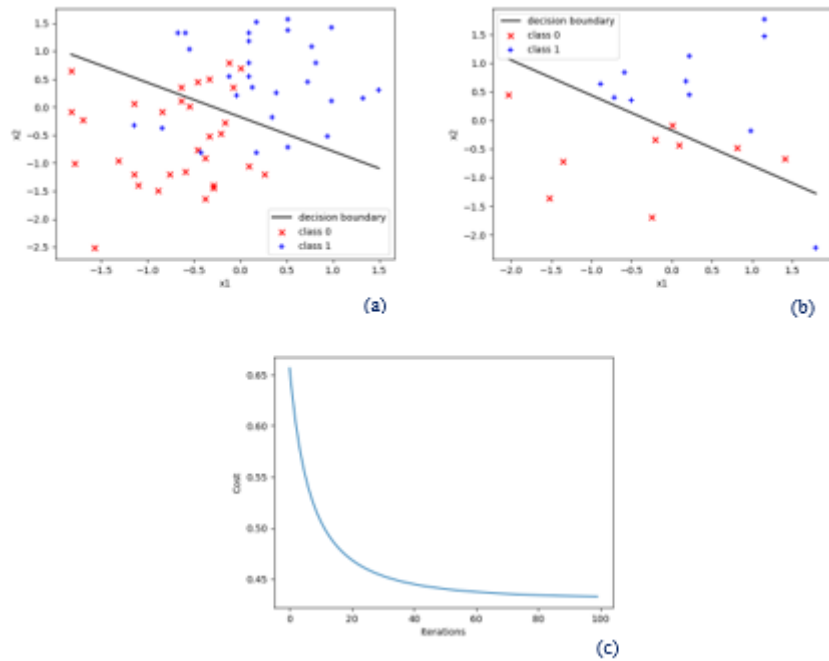 1.5
1.0
0.5
0.0
−0.5
−1.0
−1.5
−2.0
−2.5
x2
decision boundary
class 0
class 1
−1.5 −1.0 −0.5 0.0 0.5 1.0 1.5
x1
(a)
decision boundary
class 0
class 1
1.5
1.0
0.5
0.0
−0.5
−1.0
−1.5
−2.0
x2
−2.0 −1.5 −1.0 −0.5 0.0 0.5 1.0 1.5
x1
(b)
0.65
0.60
0.55
0.50
0.45
Cost
0 20 40 60 80 100
Iterations
(c)